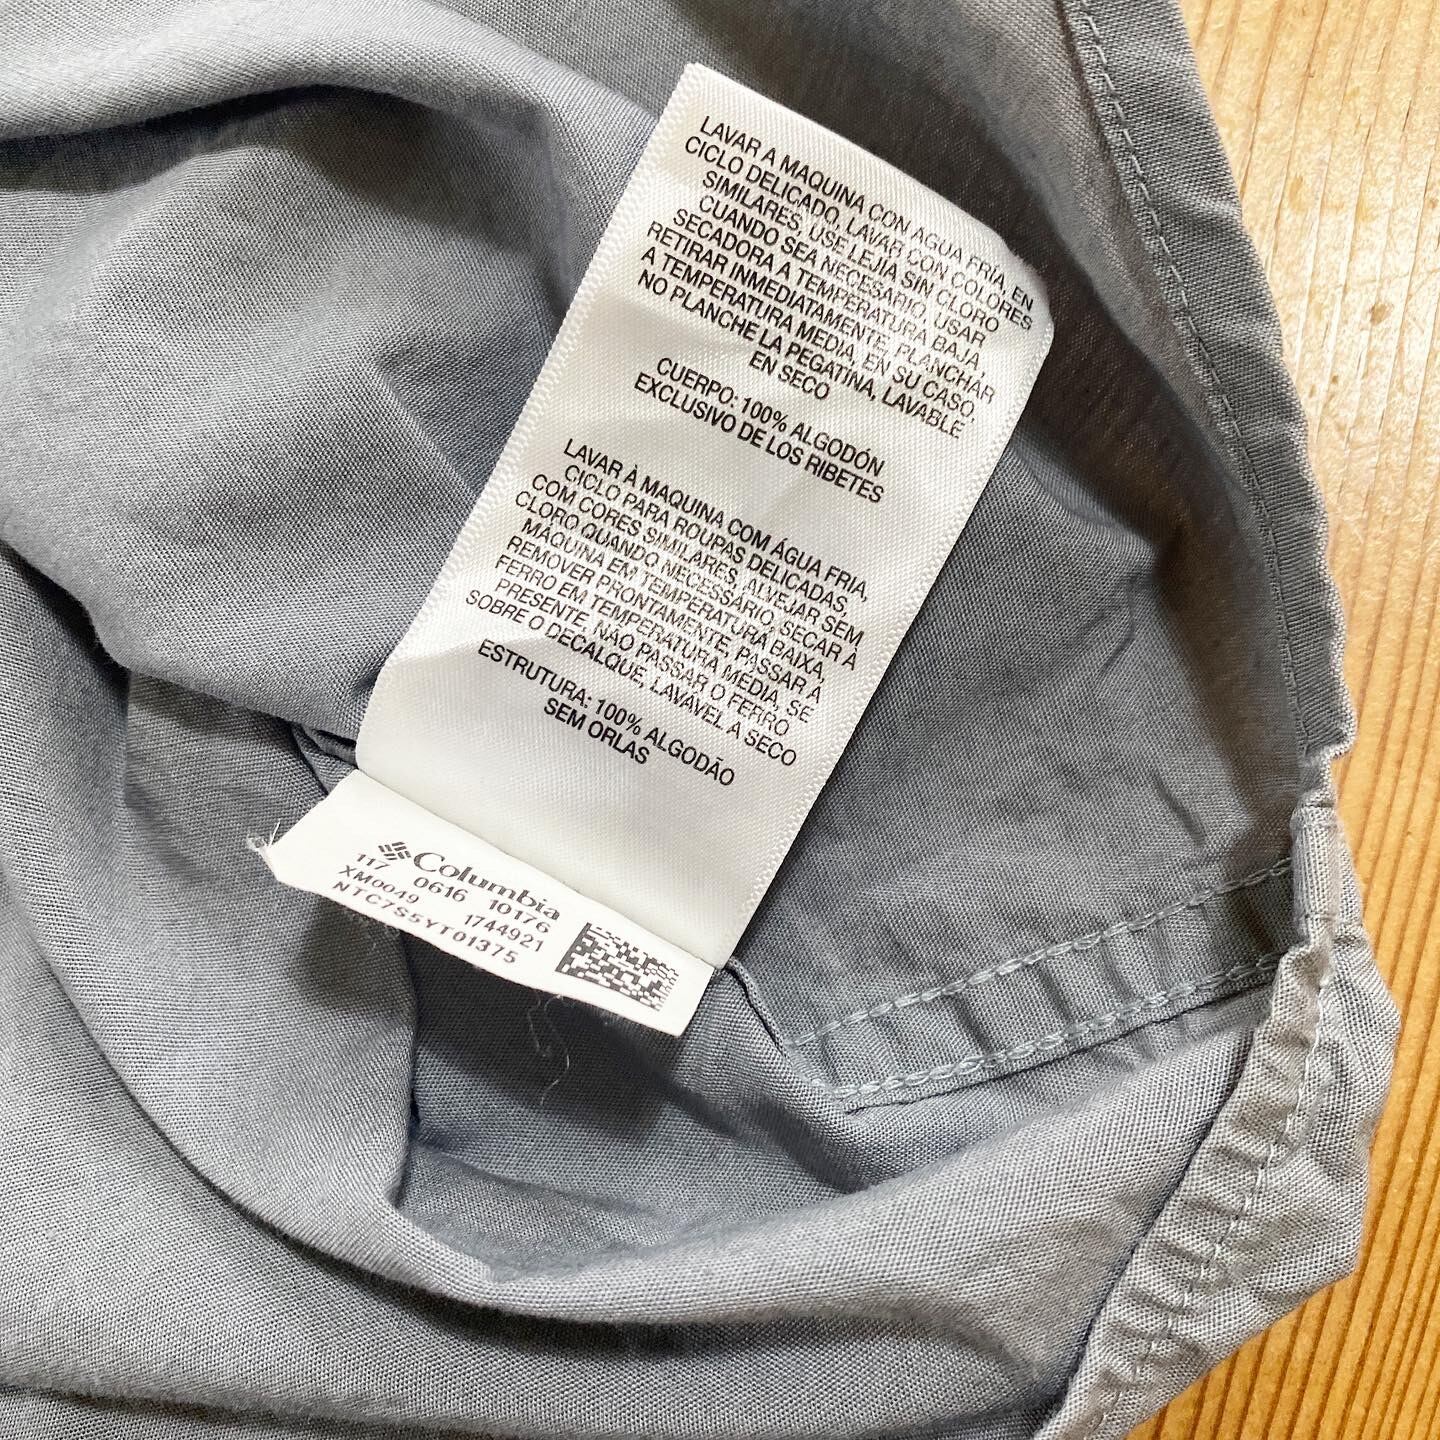 LAVAR A MAQUINA CON AGUA FRIA, EN
CICLO DELICADO, LAVAR CON COLORES
SIMILARES, USE LEJIA SIN CLORO
CUANDO SEA NECESARIO, USAR
SECADORA A TEMPERATURA BAJA,
RETIRAR INMEDIATAMENTE, PLANCHAR
A TEMPERATURA MEDIA, EN SU CASO,
NO PLANCHE LA PEGATINA, LAVABLE
EN SECO
CUERPO: 100% ALGODÓN
EXCLUSIVO DE LOS RIBETES
LAVAR À MAQUINA COM ÁGUA FRIA,
CICLO PARA ROUPAS DELICADAS,
COM CORES SIMILARES, ALVEJAR SEM
CLORO QUANDO NECESSÁRIO, SECAR À
MÁQUINA EM TEMPERATURA BAIXA,
REMOVER PRONTAMENTE, PASSAR A
FERRO EM TEMPERATURA MÉDIA, SE
PRESENTE, NÃO PASSAR O FERRO
SOBRE O DECALQUE, LAVÁVEL A SECO
ESTRUTURA: 100% ALGODÃO
SEM ORLAS
Columbia
117 0616 10176
XM0049 1744921
NTC7S5YT01375